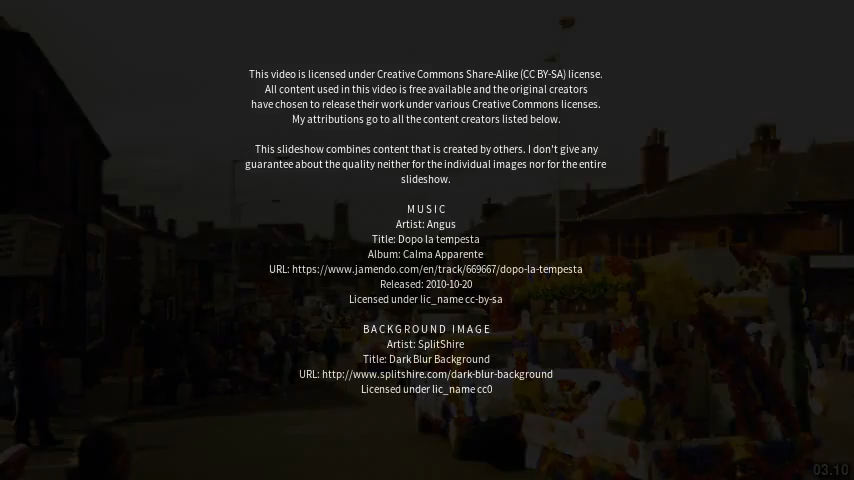 This video is licensed under Creative Commons Share-Alike (CC BY-SA) license.
All content used in this video is free available and the original creators
have chosen to release their work under various Creative Commons licenses.
My attributions go to all the content creators listed below.
This slideshow combines content that is created by others. I don't give any
guarantee about the quality neither for the individual images nor for the entire
slideshow.
MUSIC
Artist: Angus
Title: Dopo la tempesta
Album: Calma Apparente
URL: https://www.jamendo.com/en/track/669667/dopo-la-tempesta
Released: 2010-10-20
Licensed under lic_name cc-by-sa
BACKGROUND IMAGE
Artist: SplitShire
Title: Dark Blur Background
URL: http://www.splitshire.com/dark-blur-background
Licensed under lic_name cc0
03.10